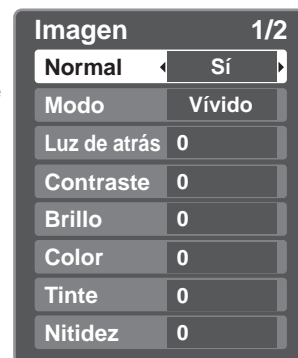 Imagen 1/2
Normal Sí
Modo Vívido
Luz de atrás 0
Contraste 0
Brillo 0
Color 0
Tinte 0
Nitidez 0